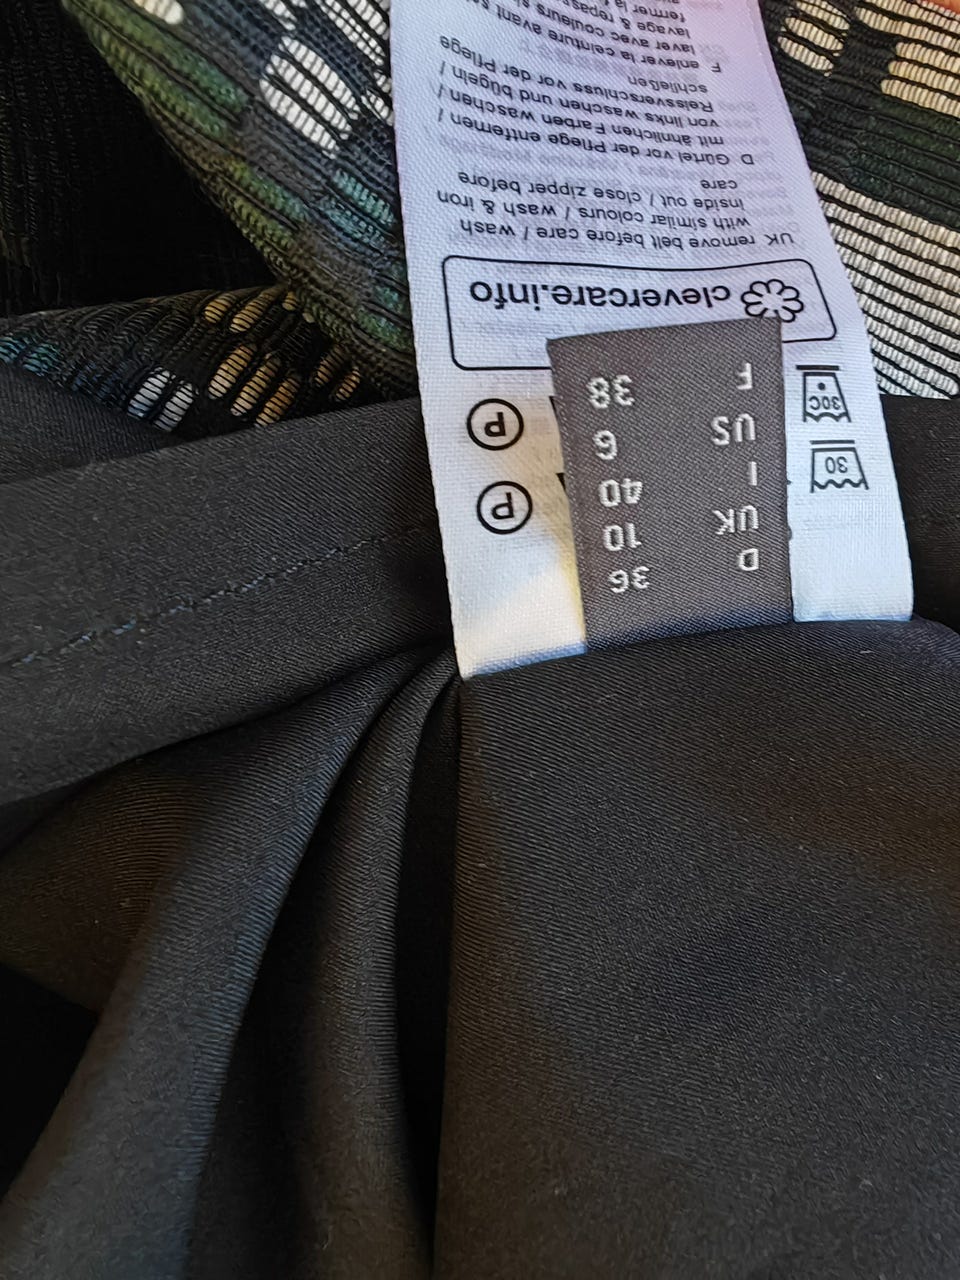 D 36
UK 10
I 40
US 6
F 38
30
30C
P
P
clevercare.info
UK remove belt before care / wash
with similar colours / wash & iron
inside out / close zipper before
care
D Gürtel vor der Pflege entfernen /
mit ähnlichen Farben waschen /
von links waschen und bügeln /
Reissverschluss vor der Pflege
schließen
F enlever la ceinture avant
laver avec couleurs
lavage & repassage
fermer la